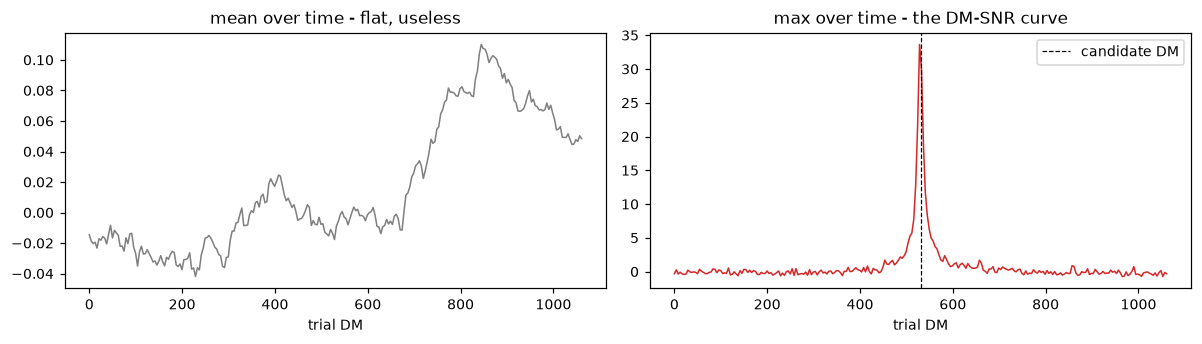 mean over time - flat, useless
0.10
0.08
0.06
0.04
0.02
0.00
−0.02
−0.04
0 200 400 600 800 1000
trial DM
max over time - the DM-SNR curve
candidate DM
35
30
25
20
15
10
5
0
0 200 400 600 800 1000
trial DM